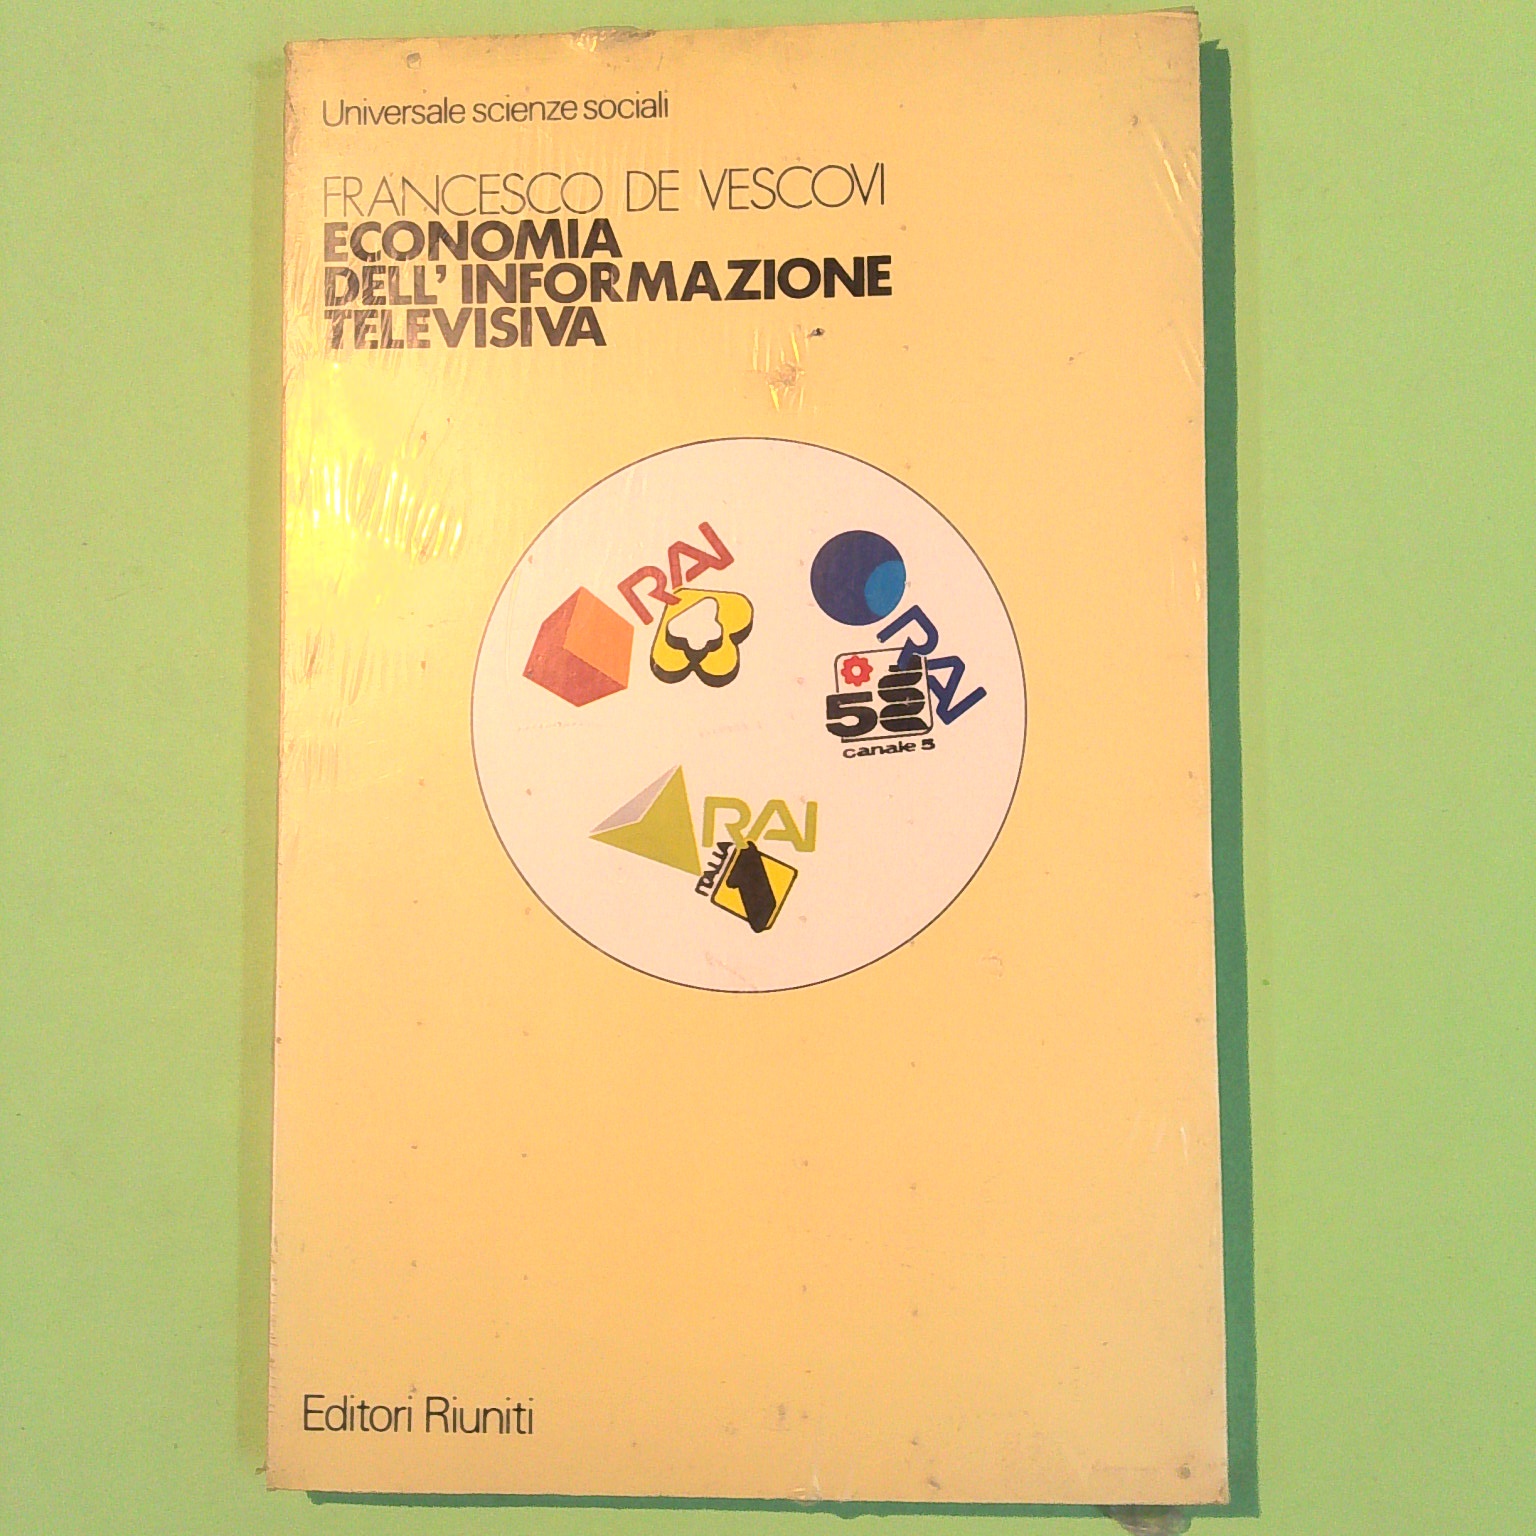 Universale scienze sociali
FRANCESCO DE VESCOVI
ECONOMIA
DELL'INFORMAZIONE
TELEVISIVA
RAI
RAI
5
canale 5
RAI
ITALIA
1
Editori Riuniti